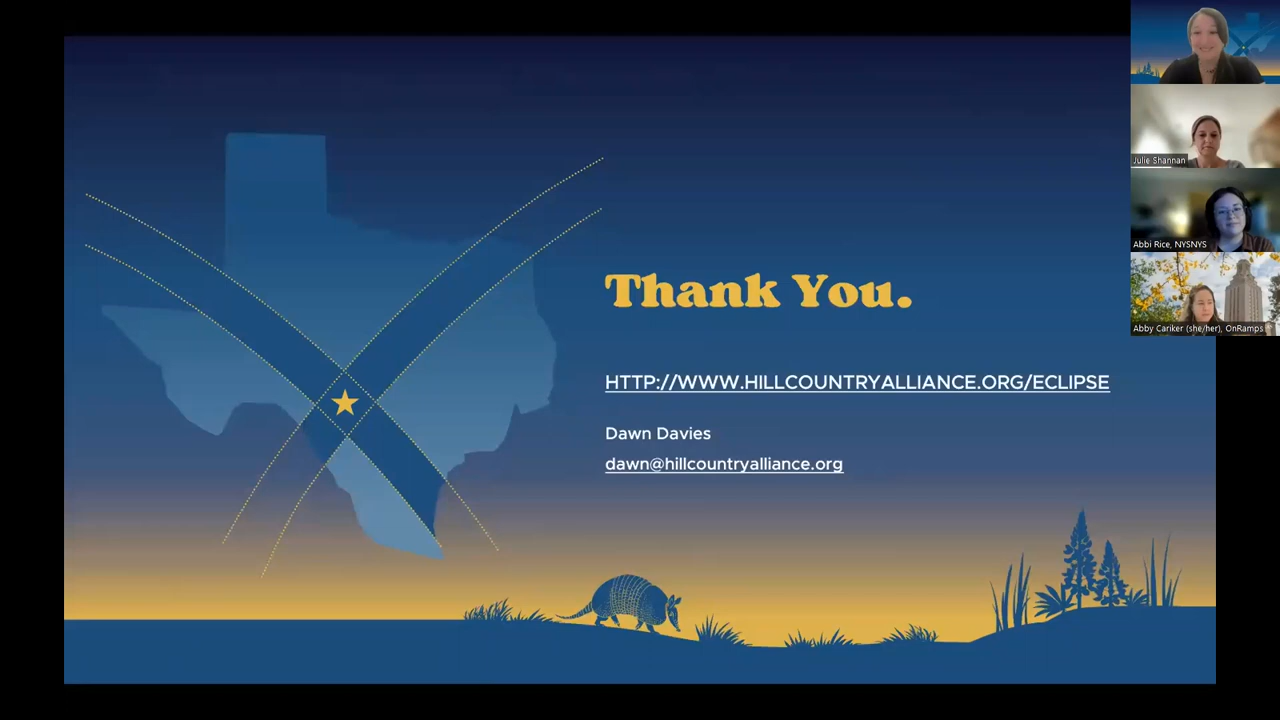 Thank You.
HTTP://WWW.HILLCOUNTRYALLIANCE.ORG/ECLIPSE
Dawn Davies
dawn@hillcountryalliance.org
Julie Shannan
Abbi Rice, NYSNYS
Abby Cariker (she/her), OnRamps